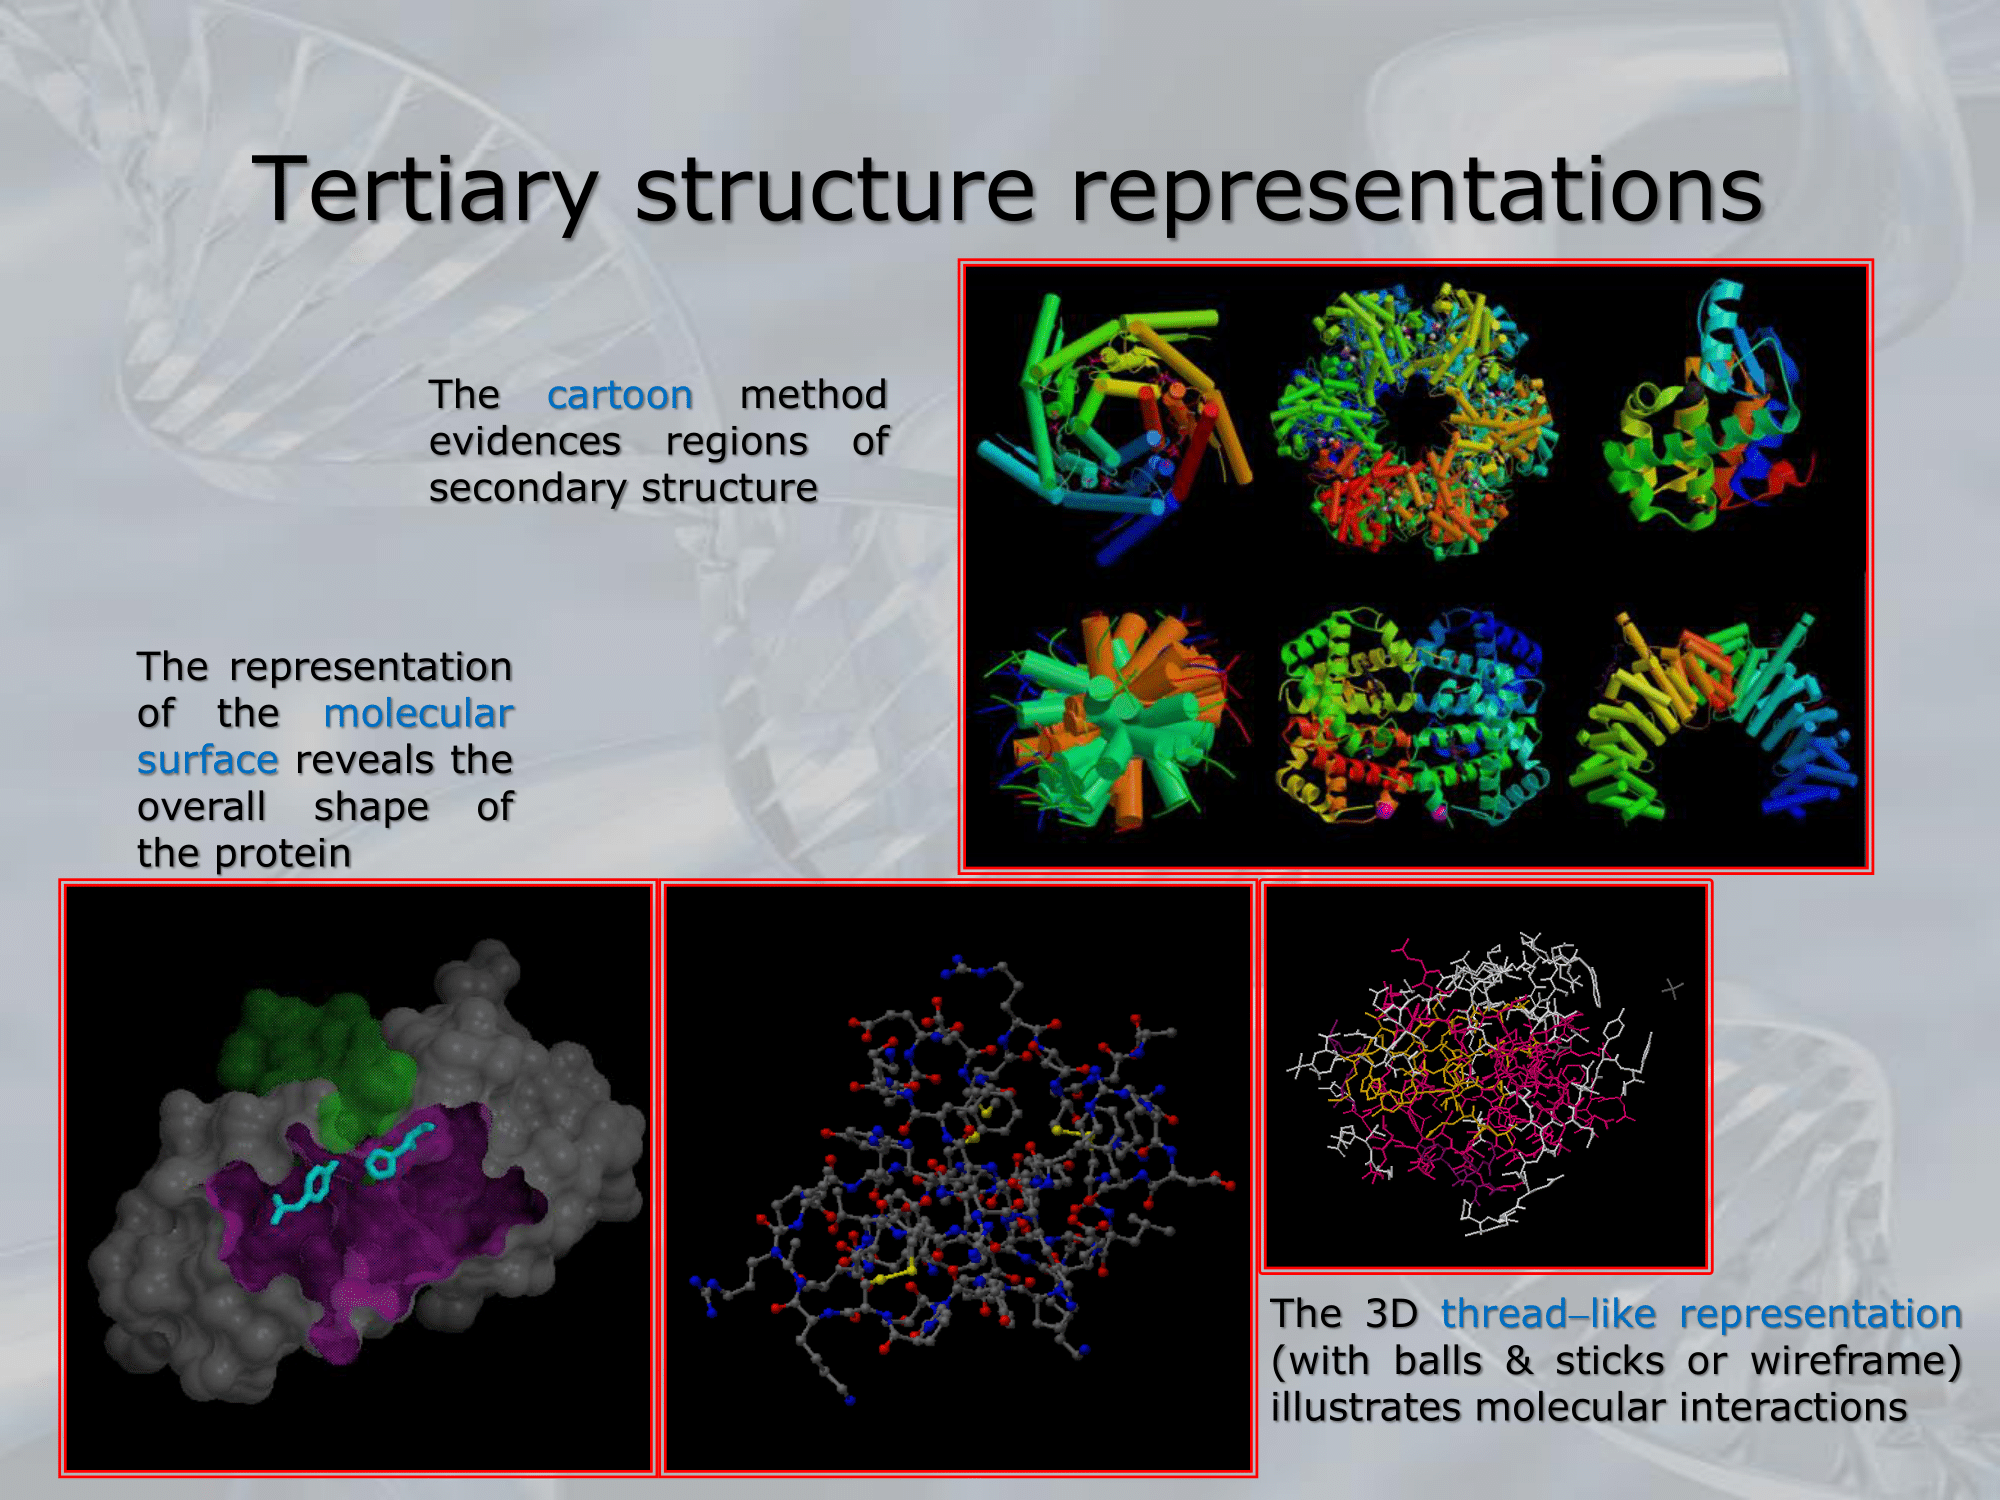 Tertiary structure representations
The cartoon method
evidences regions of
secondary structure
The representation
of the molecular
surface reveals the
overall shape of
the protein
The 3D thread–like representation
(with balls & sticks or wireframe)
illustrates molecular interactions